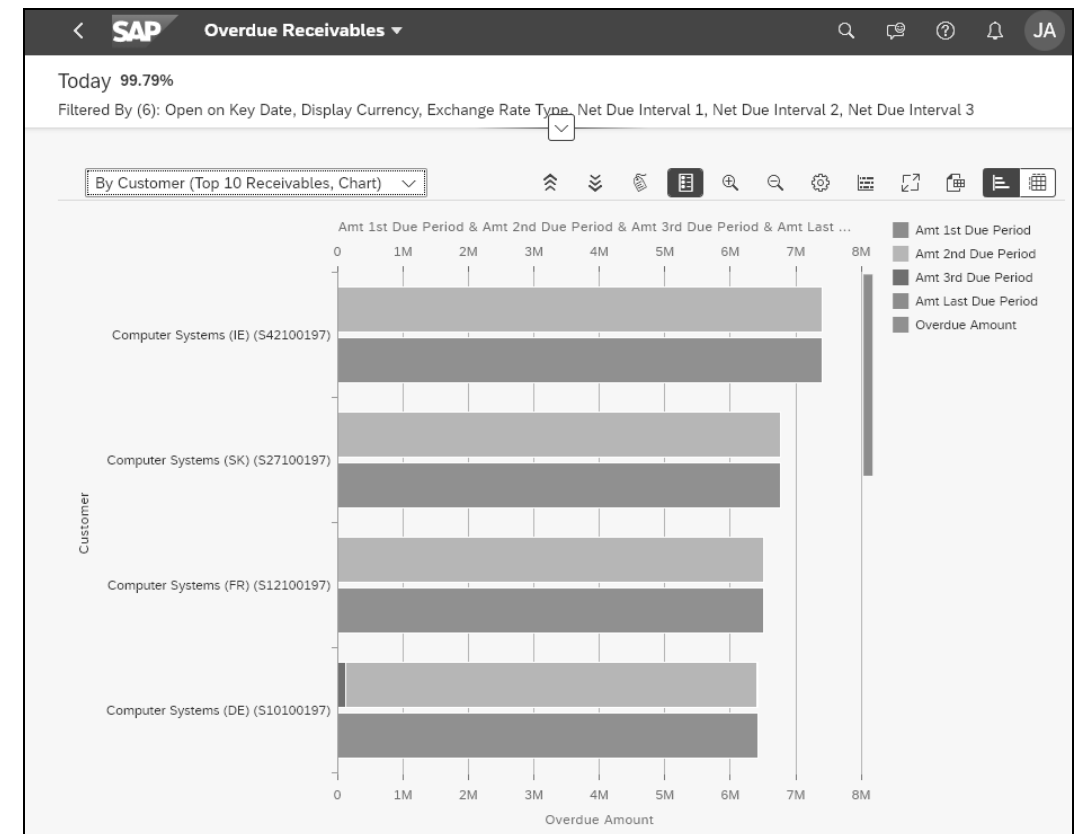 SAP Overdue Receivables JA
Today 99.79%
Filtered By (6): Open on Key Date, Display Currency, Exchange Rate Type, Net Due Interval 1, Net Due Interval 2, Net Due Interval 3
By Customer (Top 10 Receivables, Chart)
Amt 1st Due Period & Amt 2nd Due Period & Amt 3rd Due Period & Amt Last ...
0 1M 2M 3M 4M 5M 6M 7M 8M
Amt 1st Due Period
Amt 2nd Due Period
Amt 3rd Due Period
Amt Last Due Period
Overdue Amount
Customer
Computer Systems (IE) (S42100197)
Computer Systems (SK) (S27100197)
Computer Systems (FR) (S12100197)
Computer Systems (DE) (S10100197)
0 1M 2M 3M 4M 5M 6M 7M 8M
Overdue Amount